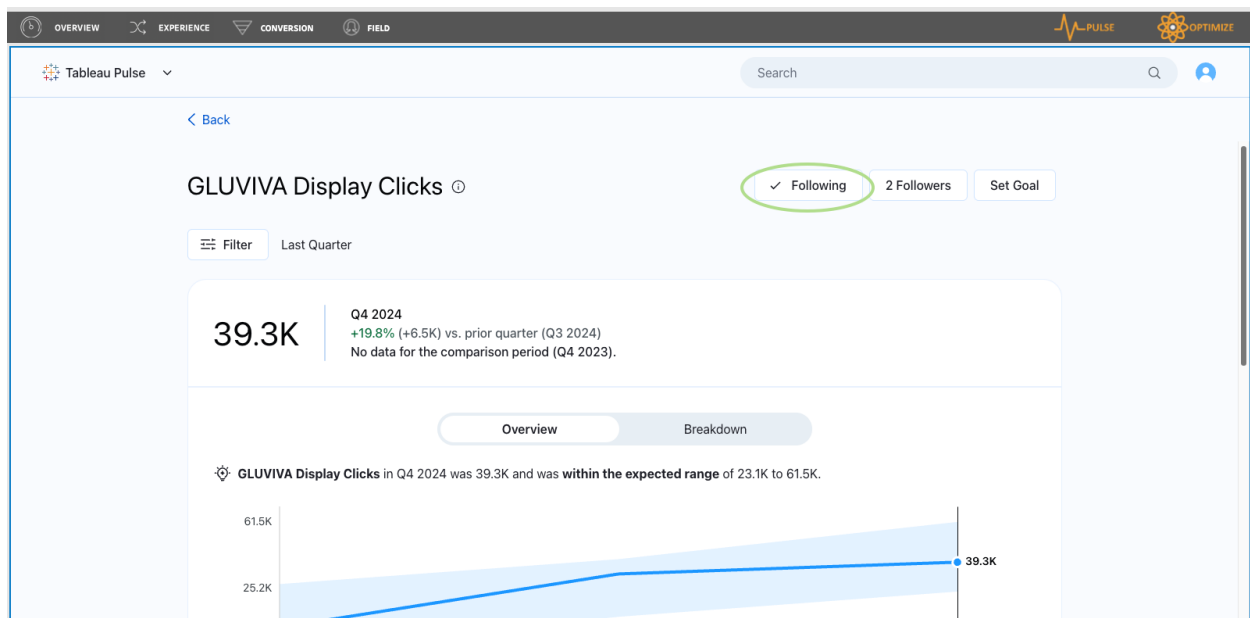 OVERVIEW EXPERIENCE CONVERSION FIELD PULSE OPTIMIZE
Tableau Pulse Search
Back
GLUVIVA Display Clicks Following 2 Followers Set Goal
Filter Last Quarter
39.3K
Q4 2024
+19.8% (+6.5K) vs. prior quarter (Q3 2024)
No data for the comparison period (Q4 2023).
Overview Breakdown
GLUVIVA Display Clicks in Q4 2024 was 39.3K and was within the expected range of 23.1K to 61.5K.
61.5K
39.3K
25.2K